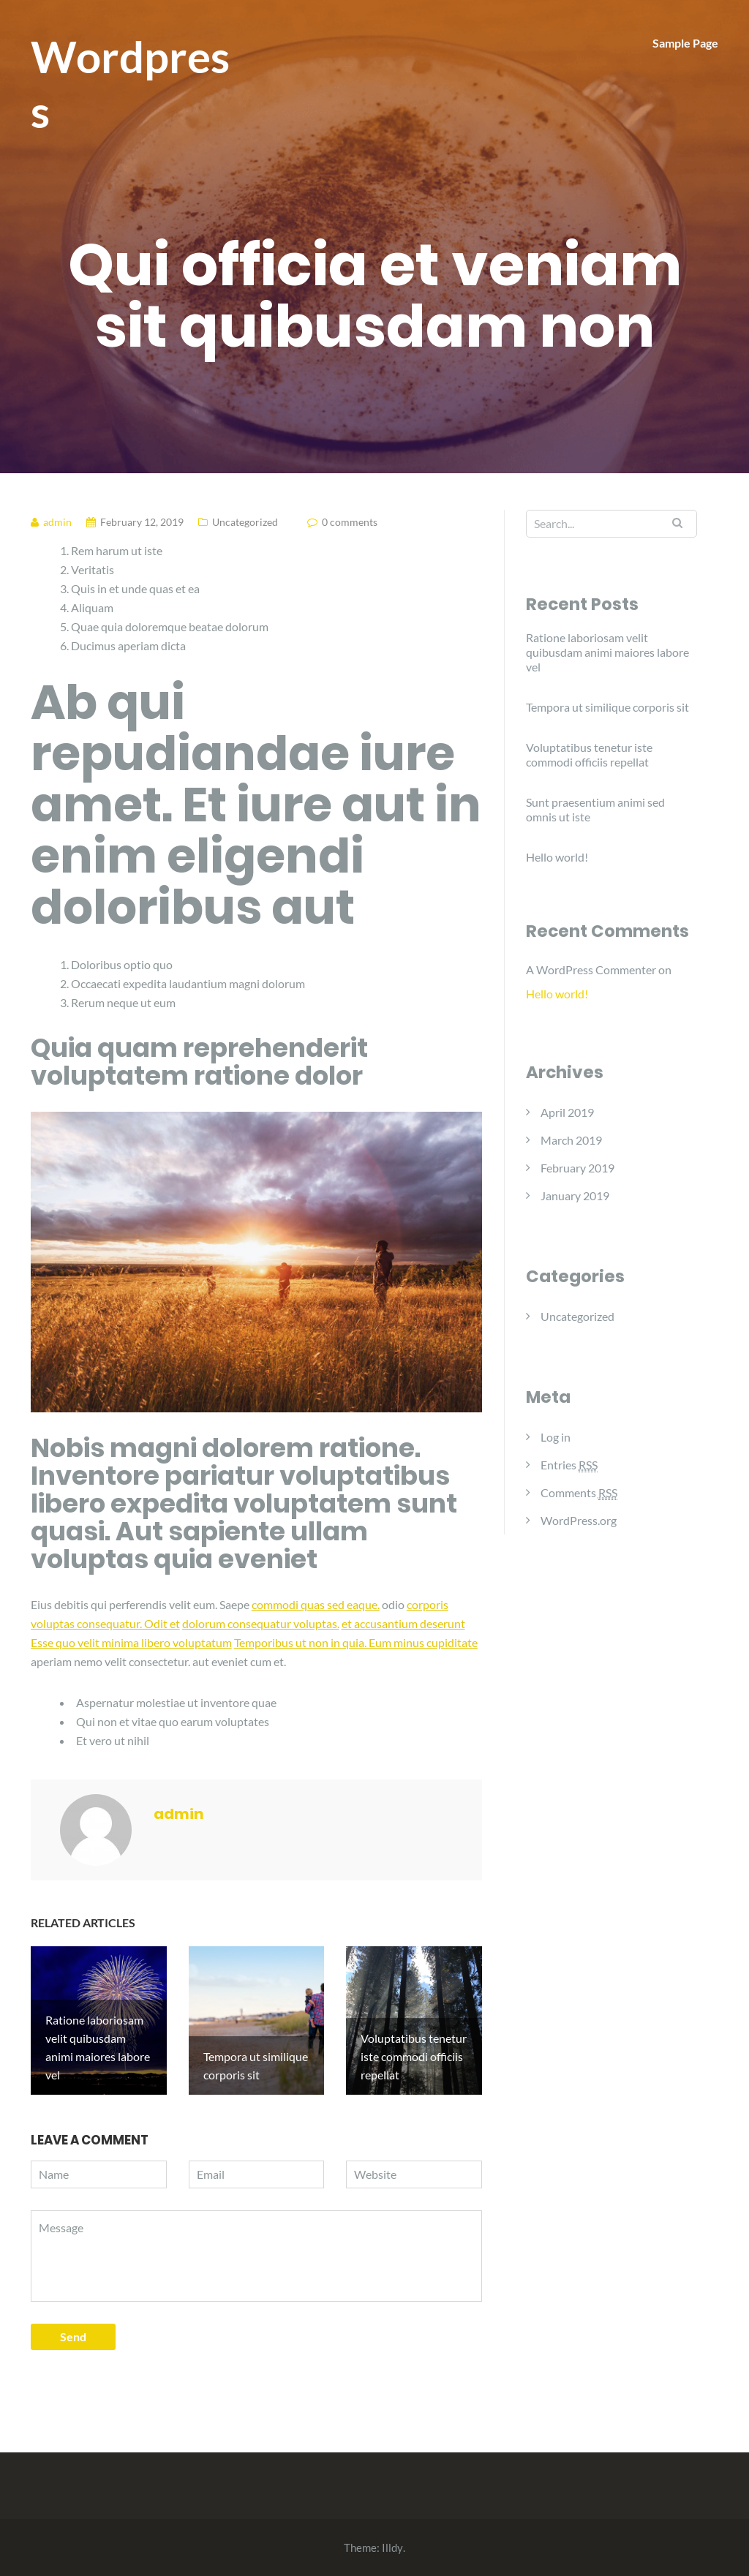 Wordpres
s
Sample Page
Qui officia et veniam
sit quibusdam non
admin February 12, 2019 Uncategorized 0 comments
1. Rem harum ut iste
2. Veritatis
3. Quis in et unde quas et ea
4. Aliquam
5. Quae quia doloremque beatae dolorum
6. Ducimus aperiam dicta
Ab qui
repudiandae iure
amet. Et iure aut in
enim eligendi
doloribus aut
1. Doloribus optio quo
2. Occaecati expedita laudantium magni dolorum
3. Rerum neque ut eum
Quia quam reprehenderit
voluptatem ratione dolor
Nobis magni dolorem ratione.
Inventore pariatur voluptatibus
libero expedita voluptatem sunt
quasi. Aut sapiente ullam
voluptas quia eveniet
Eius debitis qui perferendis velit eum. Saepe commodi quas sed eaque. odio corporis
voluptas consequatur. Odit et dolorum consequatur voluptas. et accusantium deserunt
Esse quo velit minima libero voluptatum Temporibus ut non in quia. Eum minus cupiditate
aperiam nemo velit consectetur. aut eveniet cum et.
• Aspernatur molestiae ut inventore quae
• Qui non et vitae quo earum voluptates
• Et vero ut nihil
admin
RELATED ARTICLES
Ratione laboriosam
velit quibusdam
animi maiores labore
vel
Tempora ut similique
corporis sit
Voluptatibus tenetur
iste commodi officiis
repellat
LEAVE A COMMENT
Name
Email
Website
Message
Send
Search...
Recent Posts
Ratione laboriosam velit
quibusdam animi maiores labore
vel
Tempora ut similique corporis sit
Voluptatibus tenetur iste
commodi officiis repellat
Sunt praesentium animi sed
omnis ut iste
Hello world!
Recent Comments
A WordPress Commenter on
Hello world!
Archives
April 2019
March 2019
February 2019
January 2019
Categories
Uncategorized
Meta
Log in
Entries RSS
Comments RSS
WordPress.org
Theme: Illdy.